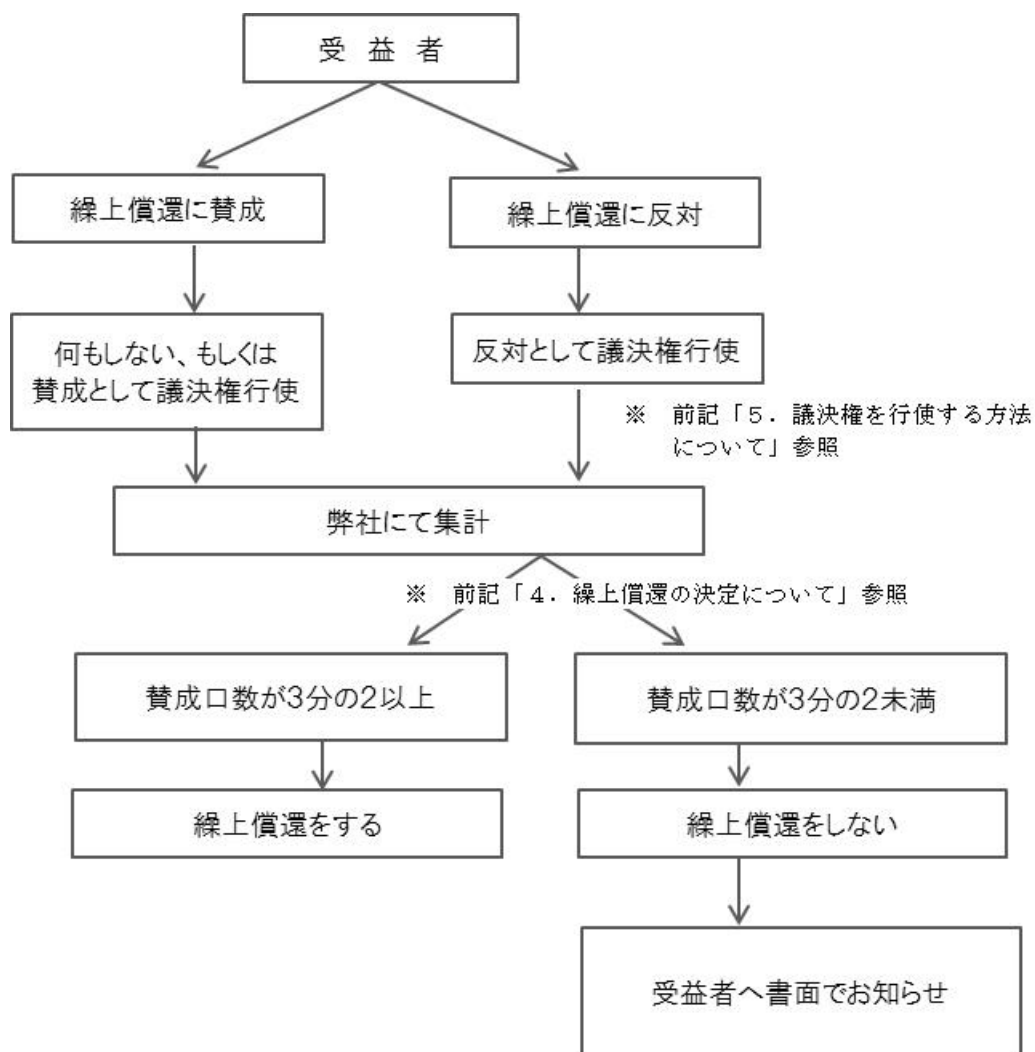 受 益 者
繰上償還に賛成
繰上償還に反対
何もしない、もしくは
賛成として議決権行使
反対として議決権行使
※ 前記「５．議決権を行使する方法
について」参照
弊社にて集計
※ 前記「４．繰上償還の決定について」参照
賛成口数が3分の2以上
賛成口数が3分の2未満
繰上償還をする
繰上償還をしない
受益者へ書面でお知らせ